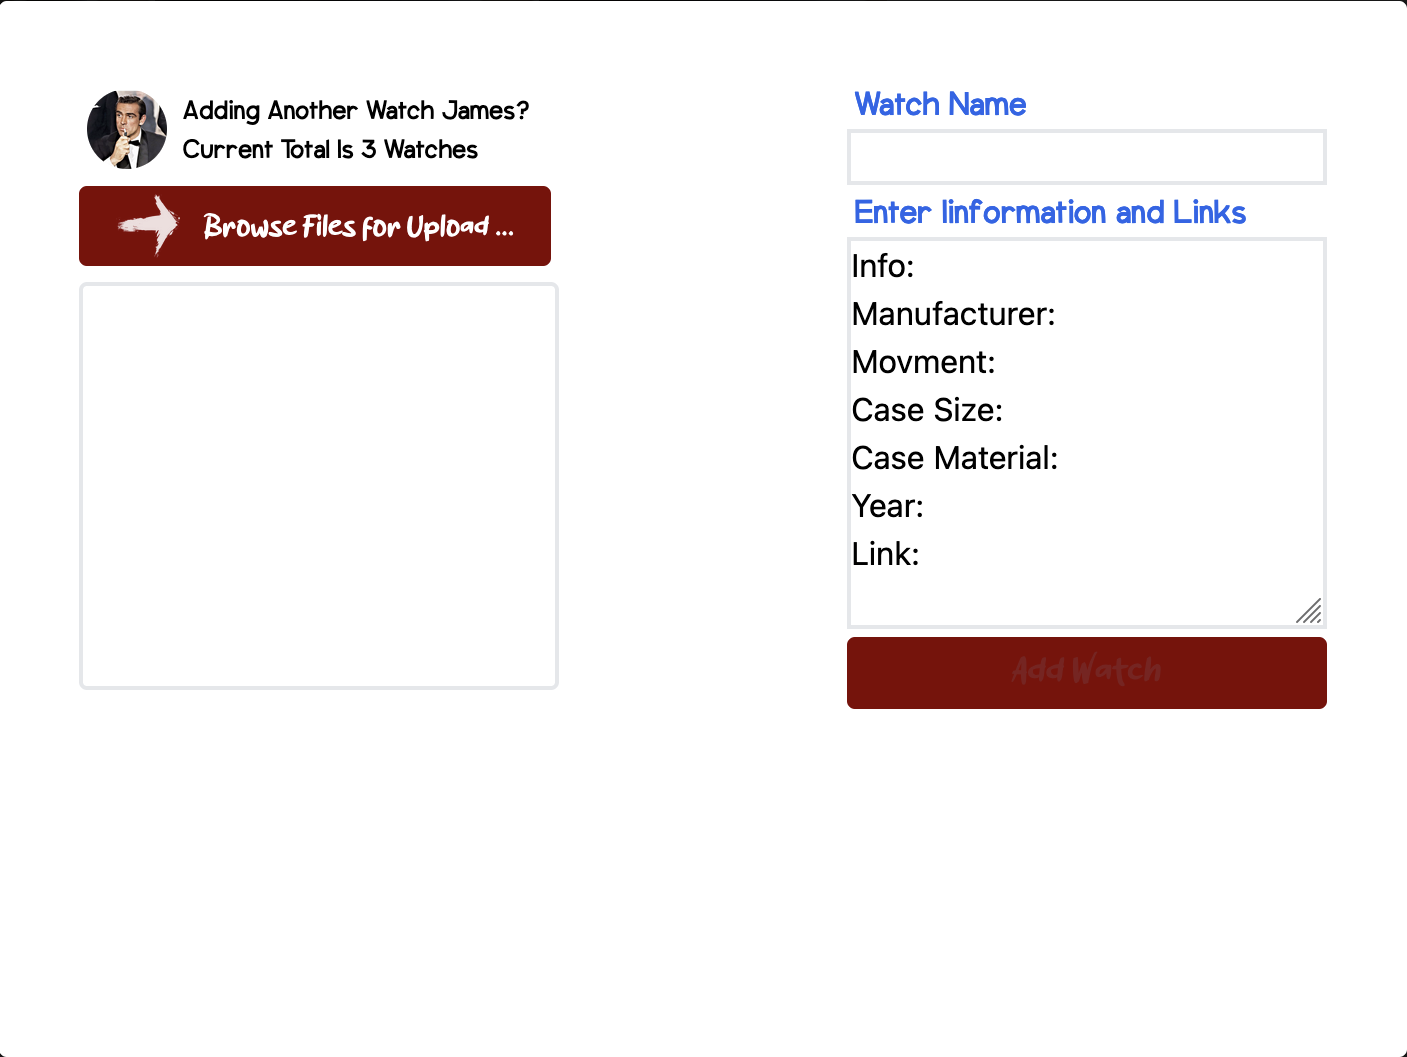 Adding Another Watch James?
Current Total Is 3 Watches
Browse Files for Upload ...
Watch Name
Enter Iinformation and Links
Info:
Manufacturer:
Movment:
Case Size:
Case Material:
Year:
Link:
Add Watch